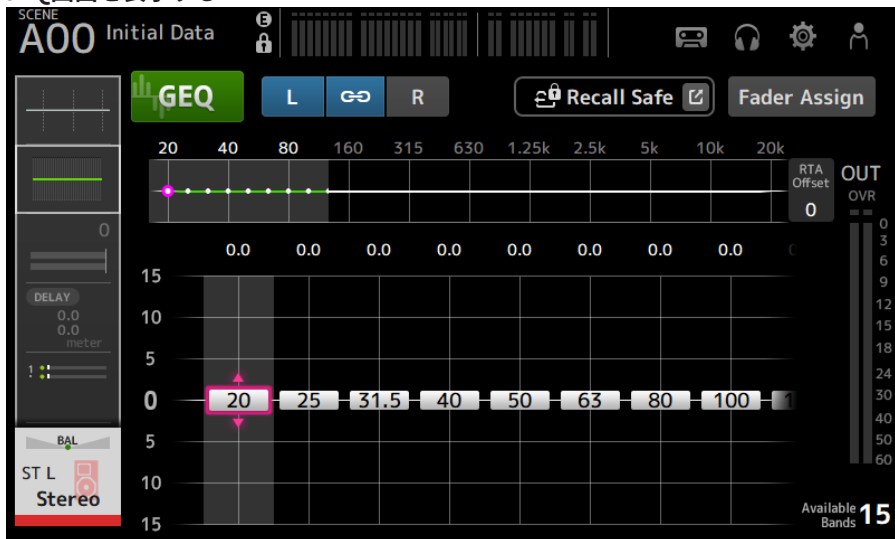 SCENE
A00 Initial Data
E
GEQ
L
R
Recall Safe
Fader Assign
20 40 80 160 315 630 1.25k 2.5k 5k 10k 20k
RTA
Offset
0
OUT
OVR
0
3
6
9
12
15
18
24
30
40
50
60
0
DELAY
0.0
0.0
meter
!
BAL
ST L
Stereo
0.0 0.0 0.0 0.0 0.0 0.0 0.0 0.0
15
10
5
0 20 25 31.5 40 50 63 80 100
5
10
15
Available
Bands 15